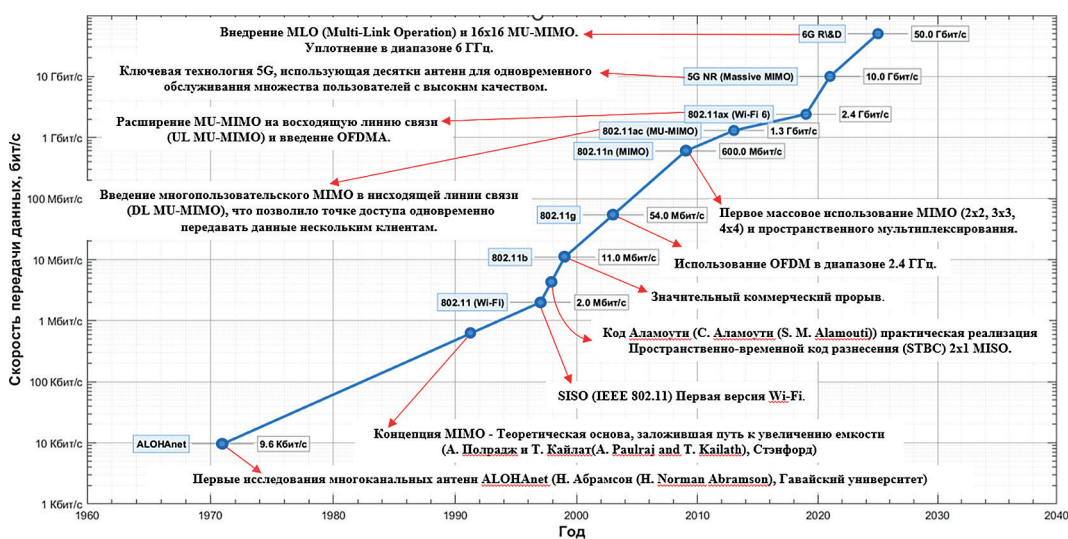 Внедрение MLO (Multi-Link Operation) и 16x16 MU-MIMO.
Уплотнение в диапазоне 6 ГГц.
6G R\&D
50.0 Гбит/с
Ключевая технология 5G, использующая десятки антенн для одновременного
обслуживания множества пользователей с высоким качеством.
5G NR (Massive MIMO)
10.0 Гбит/с
Расширение MU-MIMO на восходящую линию связи
(UL MU-MIMO) и введение OFDMA.
802.11ax (Wi-Fi 6)
2.4 Гбит/с
802.11ac (MU-MIMO)
1.3 Гбит/с
802.11n (MIMO)
600.0 Мбит/с
Введение многопользовательского MIMO в нисходящей линии связи
(DL MU-MIMO), что позволило точке доступа одновременно
передавать данные нескольким клиентам.
Первое массовое использование MIMO (2x2, 3x3,
4x4) и пространственного мультиплексирования.
802.11g
54.0 Мбит/с
Использование OFDM в диапазоне 2.4 ГГц.
802.11b
11.0 Мбит/с
Значительный коммерческий прорыв.
802.11 (Wi-Fi)
2.0 Мбит/с
Код Аламоути (С. Аламоути (S. M. Alamouti)) практическая реализация
Пространственно-временной код разнесения (STBC) 2x1 MISO.
SISO (IEEE 802.11) Первая версия Wi-Fi.
Концепция MIMO - Теоретическая основа, заложившая путь к увеличению емкости
(А. Полрадж и Т. Кайлат(A. Paulraj and T. Kailath), Стэнфорд)
ALOHAnet
9.6 Кбит/с
Первые исследования многоканальных антенн ALOHAnet (Н. Абрамсон (H. Norman Abramson), Гавайский университет)
Скорость передачи данных, бит/с
10 Гбит/с
1 Гбит/с
100 Мбит/с
10 Мбит/с
1 Мбит/с
100 Кбит/с
10 Кбит/с
1 Кбит/с
1960 1970 1980 1990 2000 2010 2020 2030 2040
Год